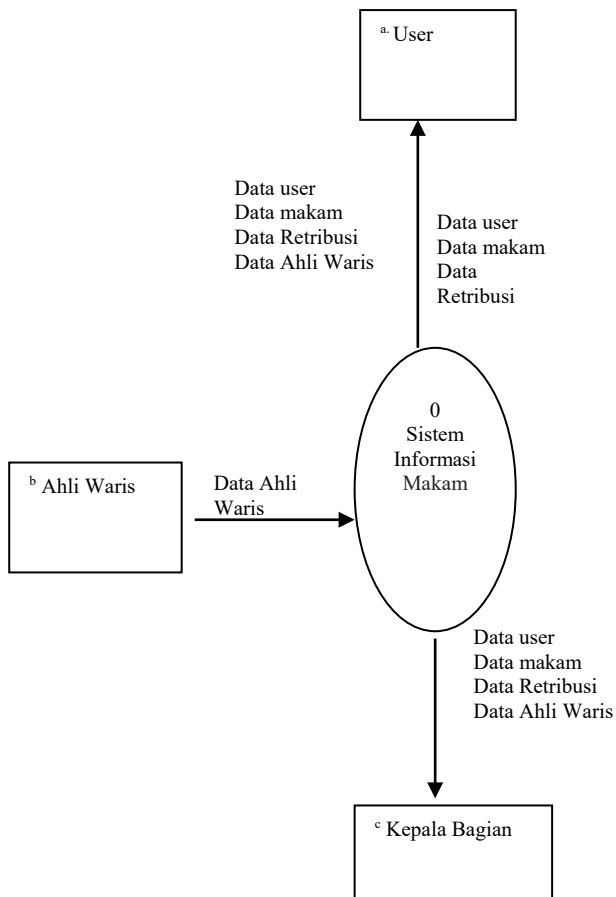 a. User
Data user
Data makam
Data Retribusi
Data Ahli Waris
Data user
Data makam
Data
Retribusi
0
Sistem
Informasi
Makam
b Ahli Waris
Data Ahli
Waris
Data user
Data makam
Data Retribusi
Data Ahli Waris
c Kepala Bagian